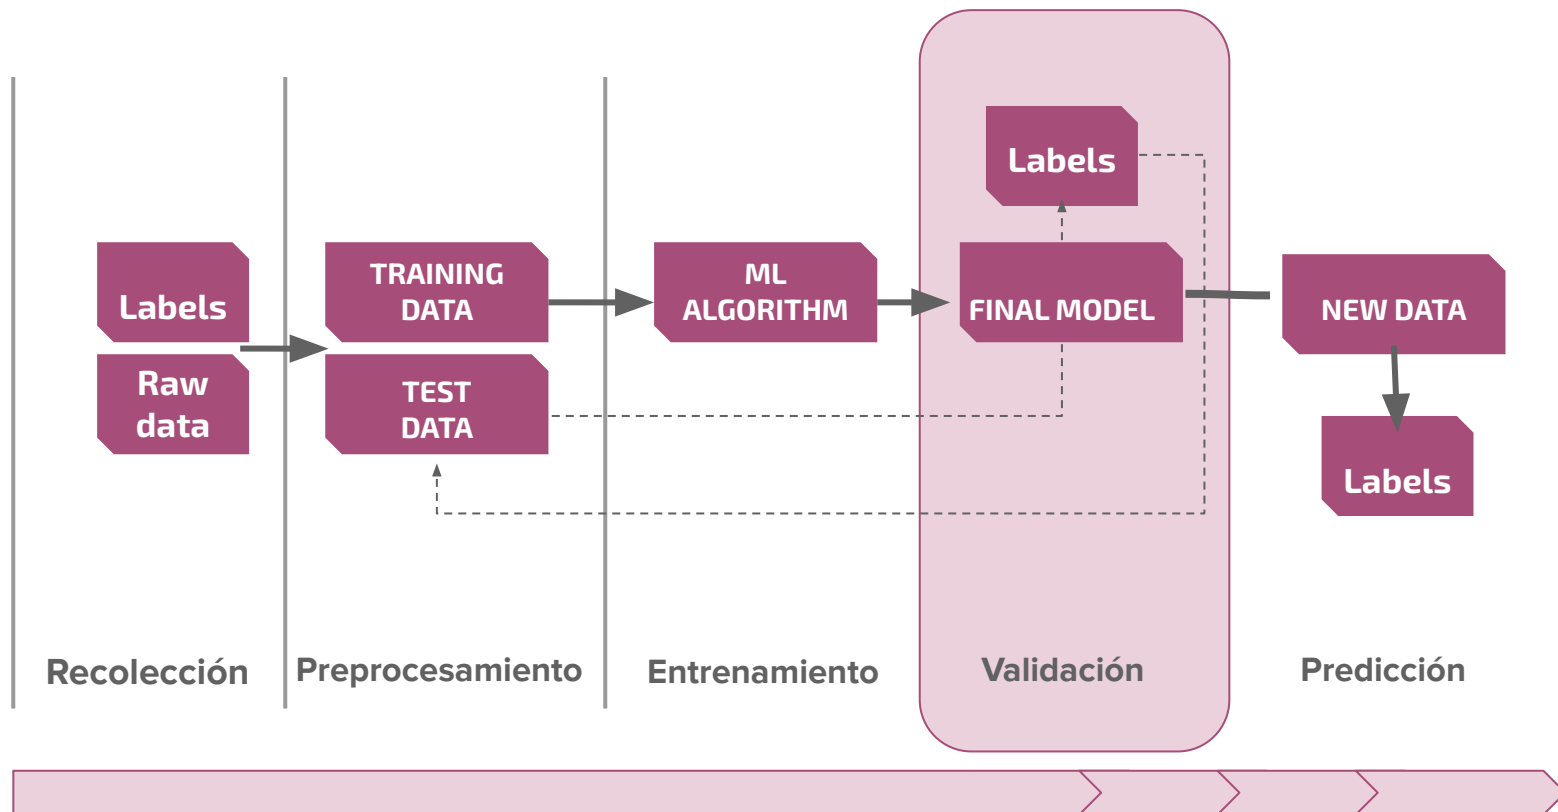 Labels
Raw
data
TRAINING
DATA
TEST
DATA
ML
ALGORITHM
Labels
FINAL MODEL
NEW DATA
Labels
Recolección
Preprocesamiento
Entrenamiento
Validación
Predicción